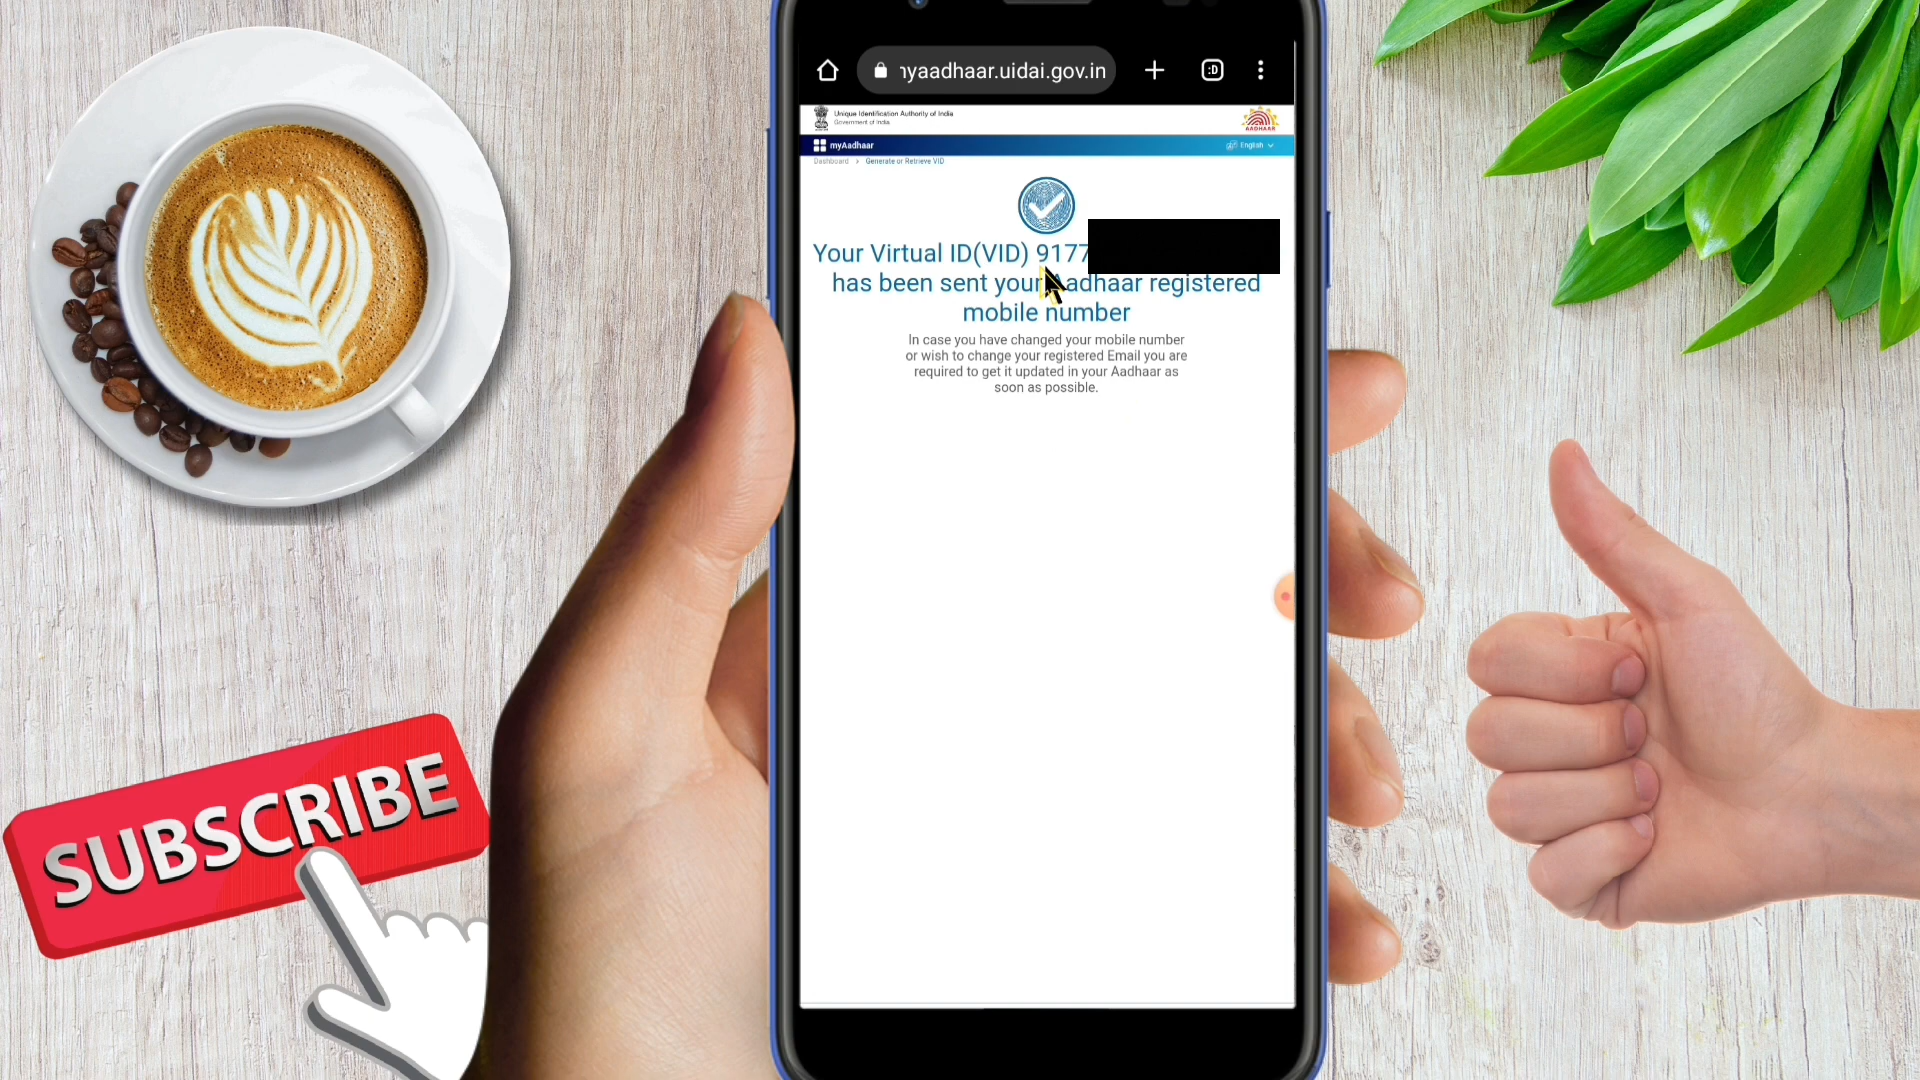 nyaadhaar.uidai.gov.in
:D
Unique Identification Authority of India
Government of India
AADHAAR
myAadhaar
English
Dashboard > Generate or Retrieve VID
Your Virtual ID(VID) 9177
has been sent your Aadhaar registered
mobile number
In case you have changed your mobile number
or wish to change your registered Email you are
required to get it updated in your Aadhaar as
soon as possible.
SUBSCRIBE